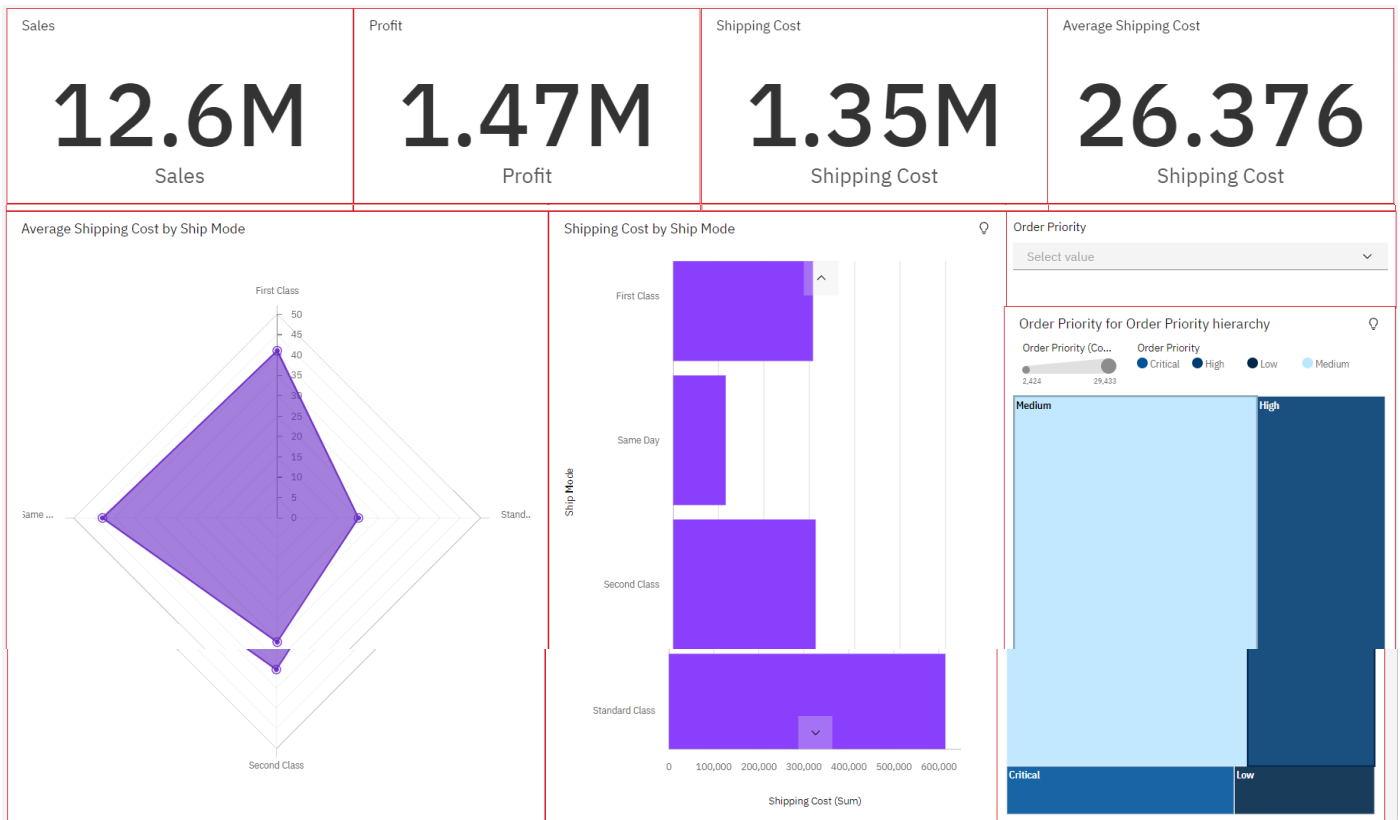 Sales
12.6M
Sales
Profit
1.47M
Profit
Shipping Cost
1.35M
Shipping Cost
Average Shipping Cost
26.376
Shipping Cost
Average Shipping Cost by Ship Mode
First Class
50
45
40
35
30
25
20
15
10
5
0
Same ...
Stand..
Second Class
Shipping Cost by Ship Mode
Ship Mode
First Class
Same Day
Second Class
Standard Class
0 100,000 200,000 300,000 400,000 500,000 600,000
Shipping Cost (Sum)
Order Priority
Select value
Order Priority for Order Priority hierarchy
Order Priority (Co...
2,424 29,433
Order Priority
Critical High Low Medium
Medium
High
Critical
Low